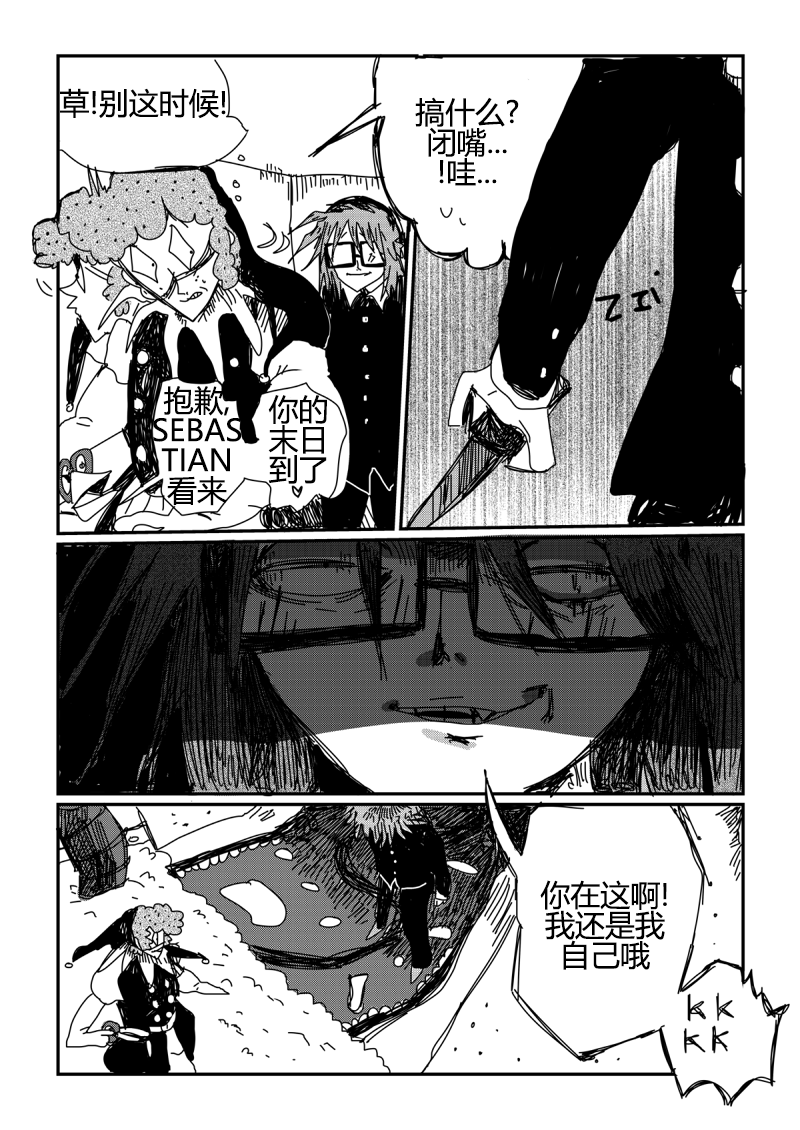 草!别这时候!
抱歉,
SEBAS
TIAN
看来
你的
末日
到了
搞什么?
闭嘴...
!哇...
你在这啊!
我还是我
自己哦
KK
KK